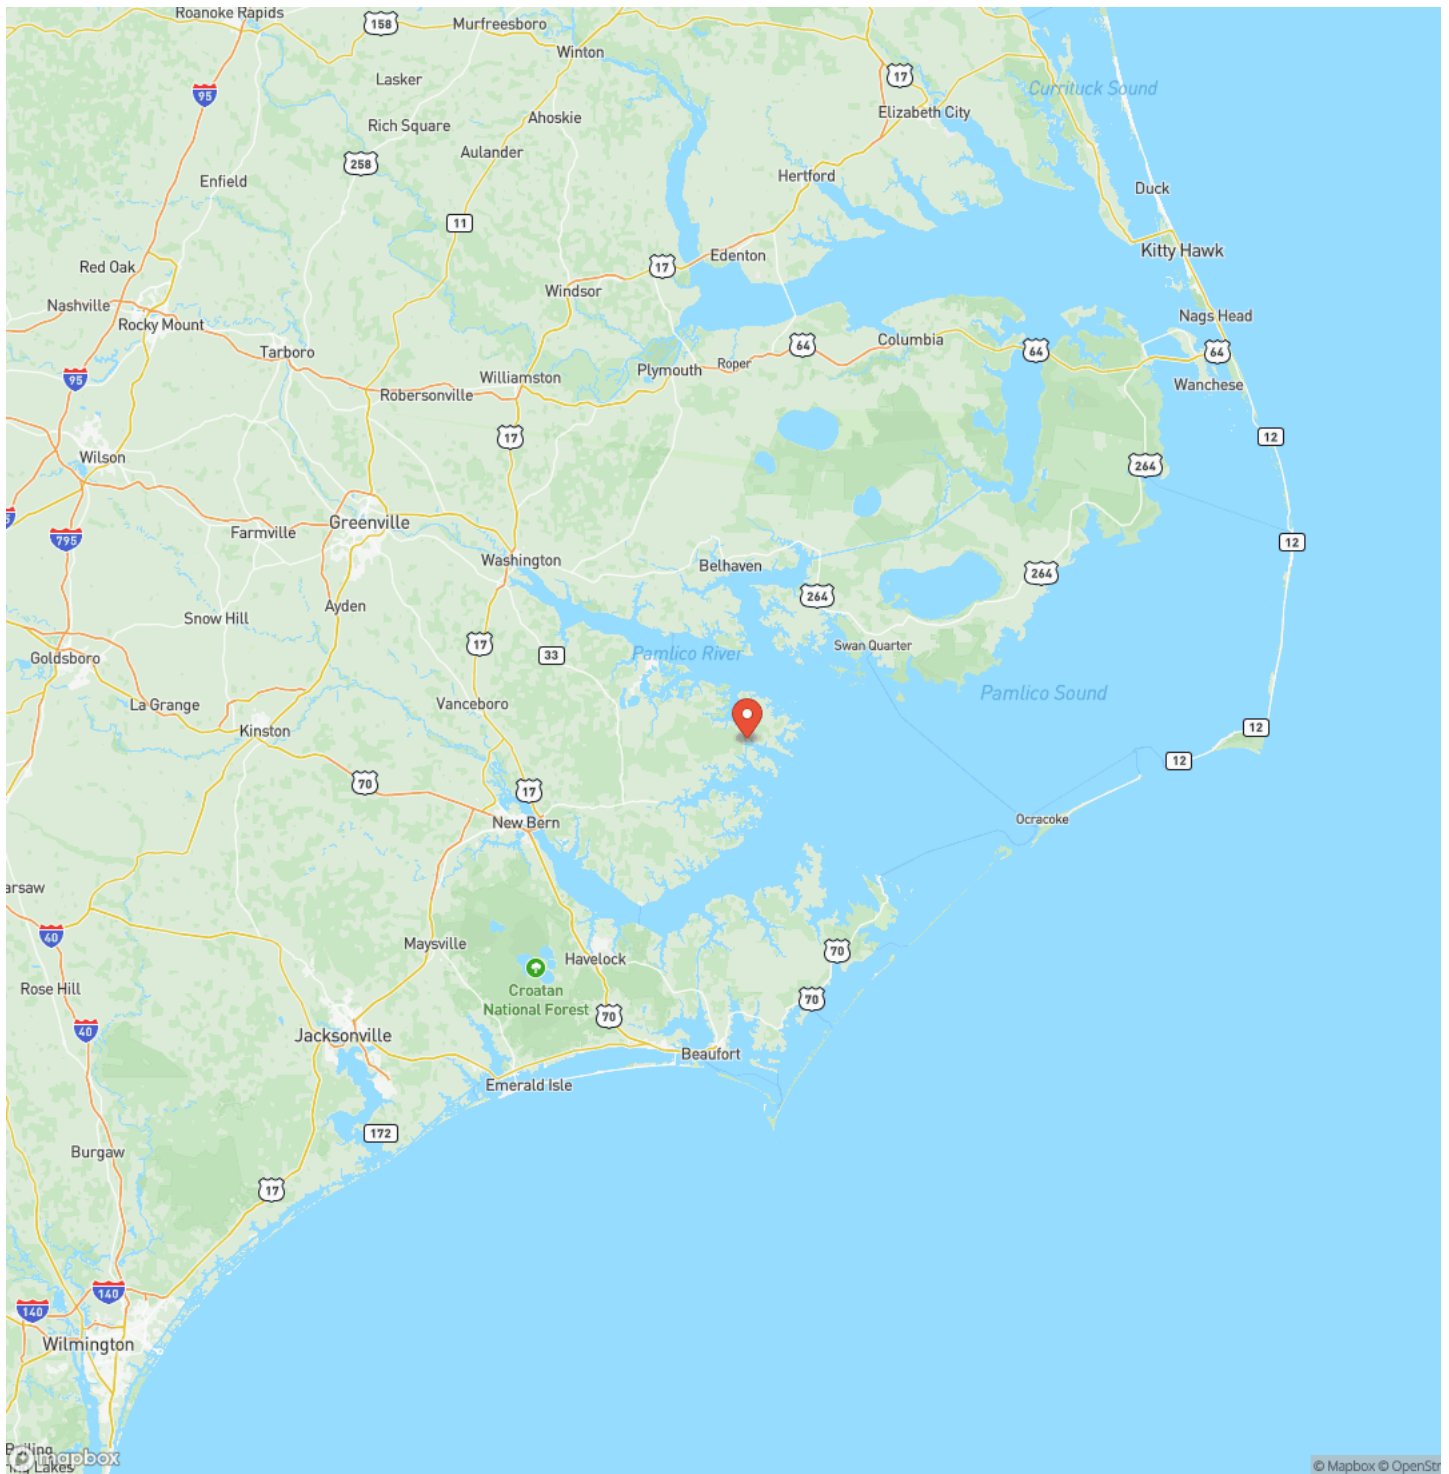 Roanoke Rapids
158
Murfreesboro
Winton
Lasker
95
17
Currituck Sound
Elizabeth City
Ahoskie
Rich Square
Aulander
258
Enfield
Hertford
Duck
11
Kitty Hawk
Edenton
17
Red Oak
Windsor
Nashville
Rocky Mount
Nags Head
Columbia
64
64
64
Tarboro
Roper
Plymouth
95
Williamston
Wanchese
Robersonville
17
12
Wilson
264
Greenville
5
795
Farmville
12
Washington
Belhaven
264
264
Ayden
Snow Hill
17
33
Pamlico River
Swan Quarter
Goldsboro
Pamlico Sound
La Grange
Vanceboro
Kinston
12
12
70
17
New Bern
Ocracoke
arsaw
40
Maysville
Havelock
70
Rose Hill
Croatan
National Forest
70
70
40
Jacksonville
Beaufort
Emerald Isle
172
Burgaw
17
140
140
Wilmington
Boiling
Spring Lakes
mapbox
© Mapbox © OpenStr